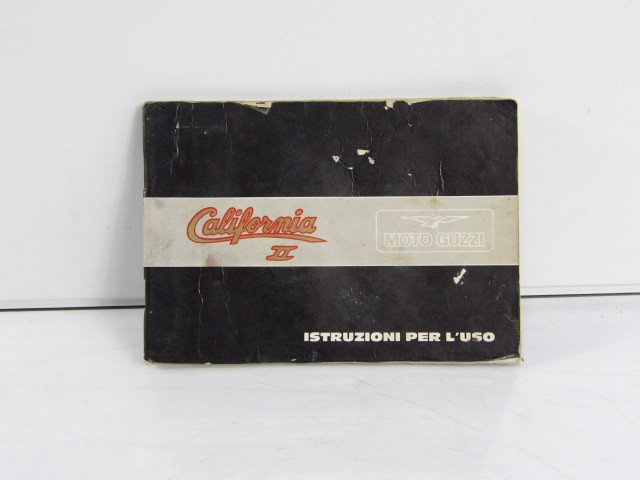 California
II
MOTO GUZZI
ISTRUZIONI PER L'USO